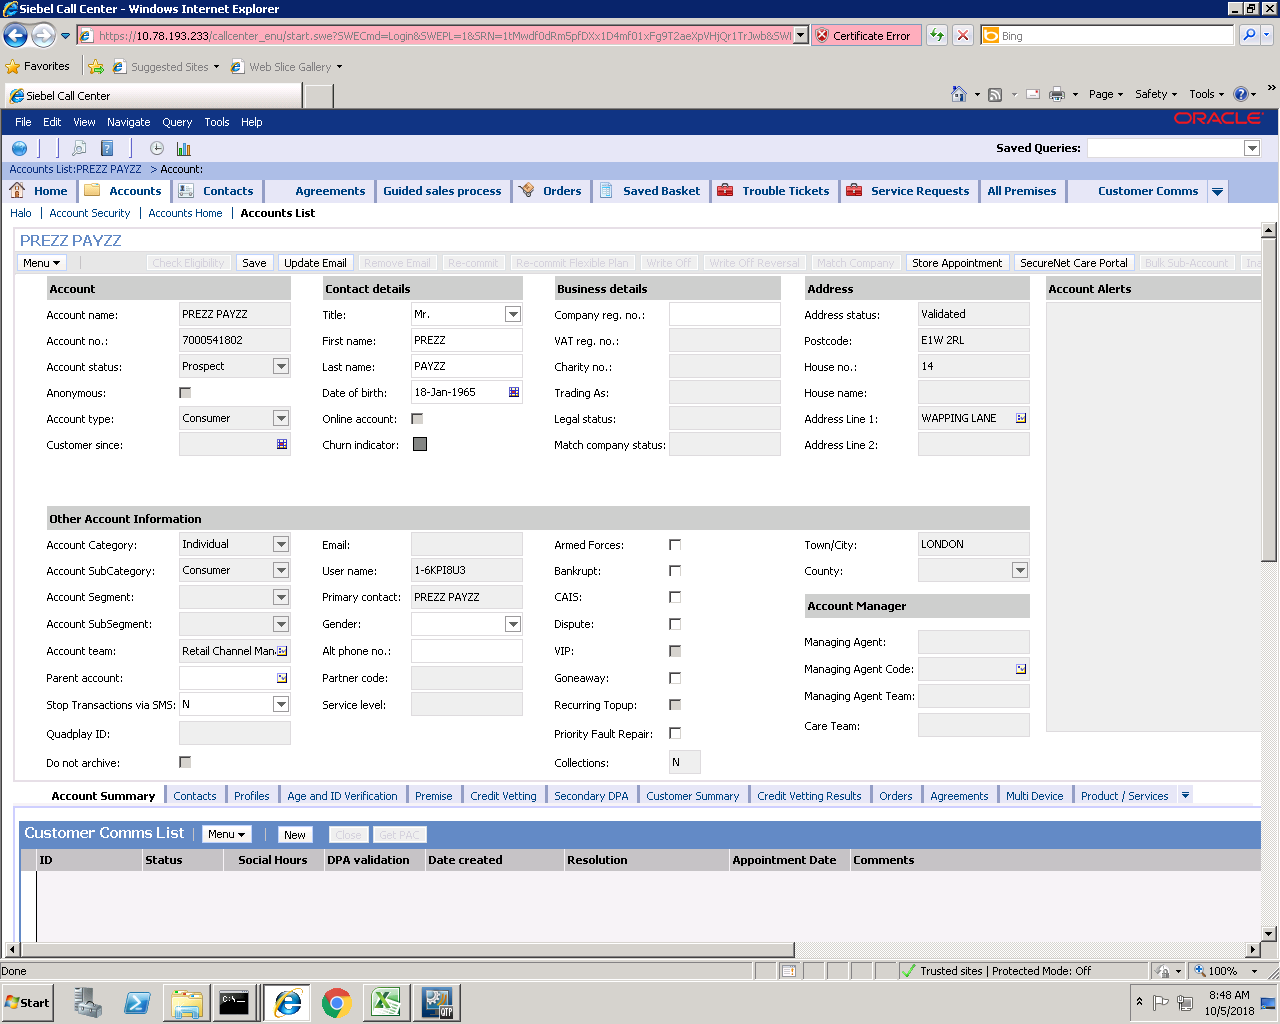 Siebel Call Center - Windows Internet Explorer
https://10.78.193.233/callcenter_enu/start.swe?SWECmd=Login&SWEPL=1&SRN=
Certificate Error
Bing
Favorites
Suggested Sites
Web Slice Gallery
Siebel Call Center
Page
Safety
Tools
File Edit View Navigate Query Tools Help
ORACLE
Saved Queries:
Accounts List:PREZZ PAYZZ > Account:
Home Accounts Contacts Agreements Guided sales process Orders Saved Basket Trouble Tickets Service Requests All Premises Customer Comms
Halo | Account Security | Accounts Home | Accounts List
PREZZ PAYZZ
Menu Check Eligibility Save Update Email Remove Email Re-commit Re-commit Flexible Plan Write Off Write Off Reversal Match Company Store Appointment SecureNet Care Portal Bulk Sub-Account Ina
Account Contact details Business details Address Account Alerts
Account name: PREZZ PAYZZ Title: Mr. Company reg. no.: Address status: Validated
Account no.: 7000541802 First name: PREZZ VAT reg. no.: Postcode: E1W 2RL
Account status: Prospect Last name: PAYZZ Charity no.: House no.: 14
Anonymous: Date of birth: 18-Jan-1965 Trading As: House name:
Account type: Consumer Online account: Legal status: Address Line 1: WAPPING LANE
Customer since: Churn indicator: Match company status: Address Line 2:
Other Account Information
Account Category: Individual Email: Armed Forces: Town/City: LONDON
Account SubCategory: Consumer User name: 1-6KPI8U3 Bankrupt: County:
Account Segment: Primary contact: PREZZ PAYZZ CAIS: Account Manager
Account SubSegment: Gender: Dispute:
Account team: Retail Channel Man Alt phone no.: VIP: Managing Agent:
Parent account: Partner code: Goneaway: Managing Agent Code:
Stop Transactions via SMS: N Service level: Recurring Topup: Managing Agent Team:
Quadplay ID: Priority Fault Repair: Care Team:
Do not archive: Collections: N
Account Summary Contacts Profiles Age and ID Verification Premise Credit Vetting Secondary DPA Customer Summary Credit Vetting Results Orders Agreements Multi Device Product / Services
Customer Comms List Menu New Close Get PAC
ID Status Social Hours DPA validation Date created Resolution Appointment Date Comments
Done
Trusted sites | Protected Mode: Off
100%
Start
C:\.
QTP
8:48 AM
10/5/2018